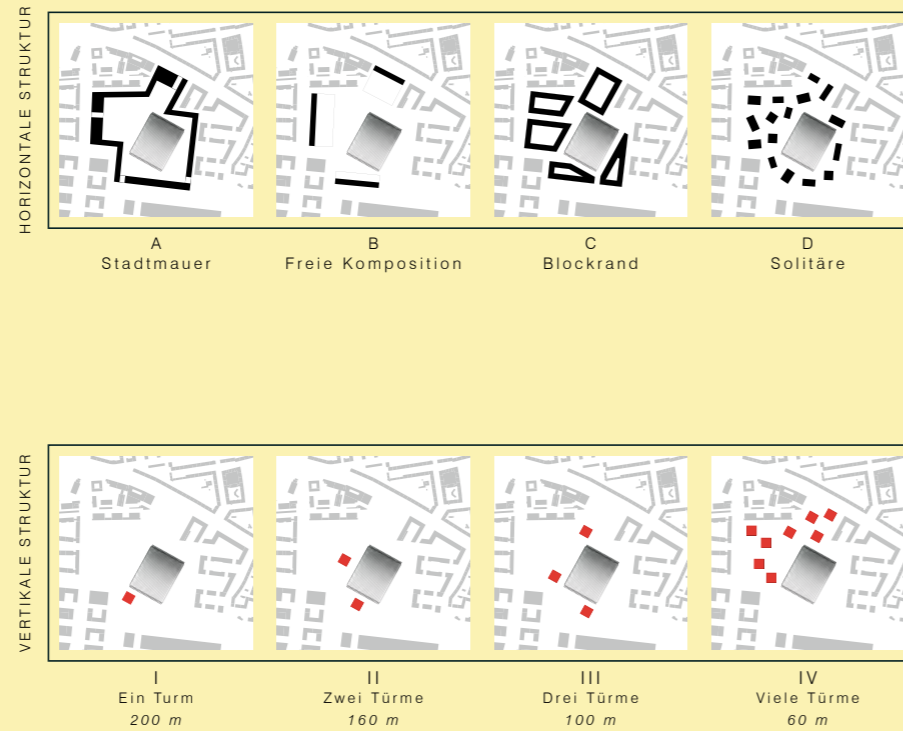 HORIZONTALE STRUKTUR
A
Stadtmauer
B
Freie Komposition
C
Blockrand
D
Solitäre
VERTIKALE STRUKTUR
I
Ein Turm
200 m
II
Zwei Türme
160 m
III
Drei Türme
100 m
IV
Viele Türme
60 m